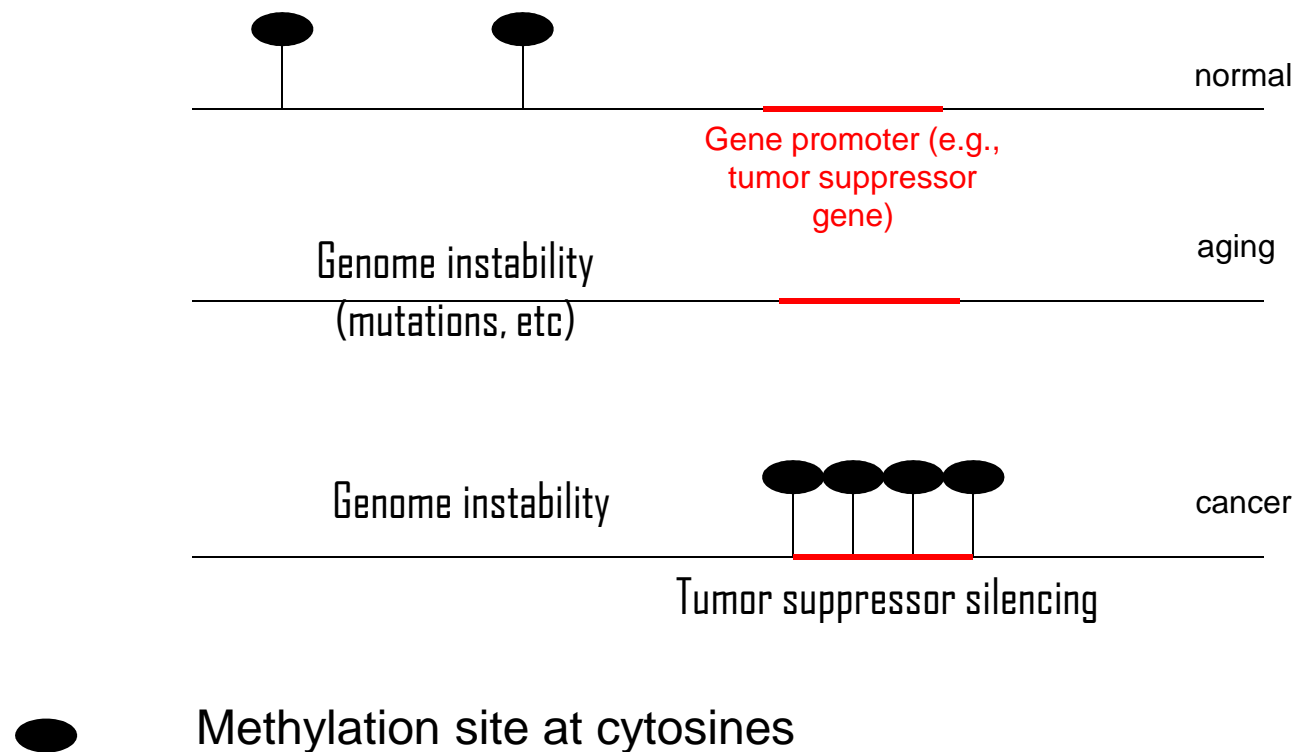 normal
Gene promoter (e.g.,
tumor suppressor
gene)
aging
Genome instability
(mutations, etc)
Genome instability
cancer
Tumor suppressor silencing
Methylation site at cytosines